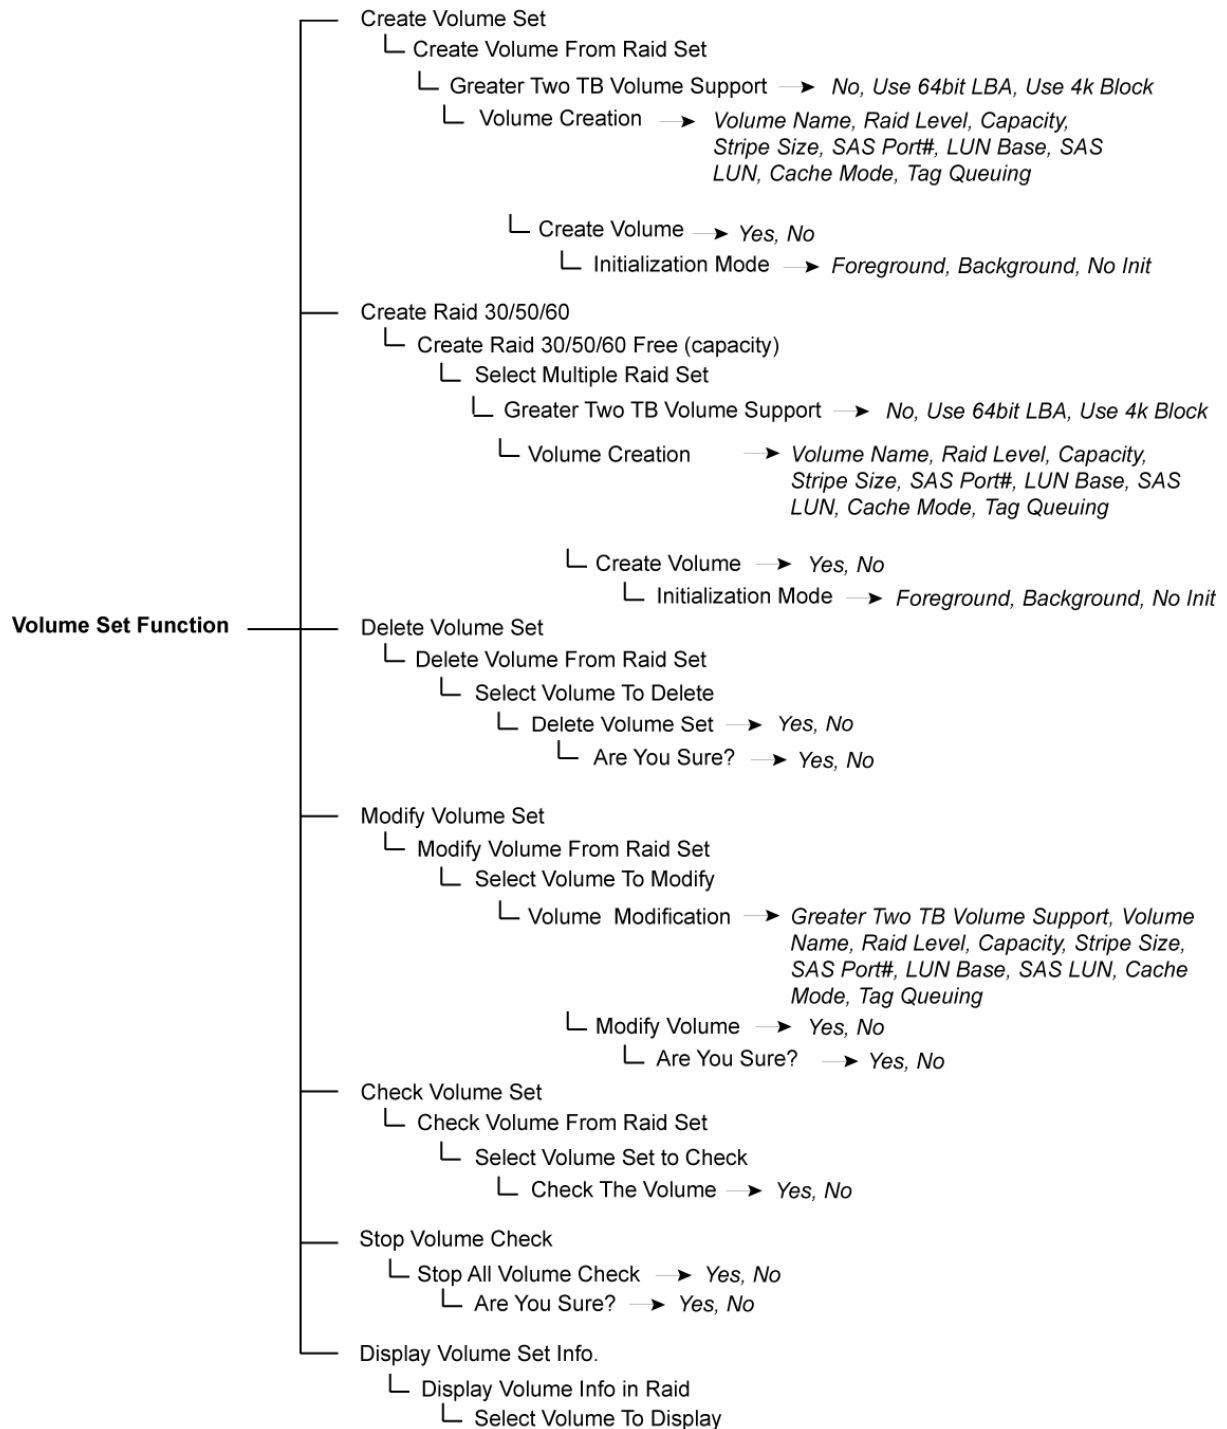 Create Volume Set
Create Volume From Raid Set
Greater Two TB Volume Support No, Use 64bit LBA, Use 4k Block
Volume Creation Volume Name, Raid Level, Capacity,
Stripe Size, SAS Port#, LUN Base, SAS
LUN, Cache Mode, Tag Queuing
Create Volume Yes, No
Initialization Mode Foreground, Background, No Init
Create Raid 30/50/60
Create Raid 30/50/60 Free (capacity)
Select Multiple Raid Set
Greater Two TB Volume Support No, Use 64bit LBA, Use 4k Block
Volume Creation Volume Name, Raid Level, Capacity,
Stripe Size, SAS Port#, LUN Base, SAS
LUN, Cache Mode, Tag Queuing
Create Volume Yes, No
Initialization Mode Foreground, Background, No Init
Volume Set Function Delete Volume Set
Delete Volume From Raid Set
Select Volume To Delete
Delete Volume Set Yes, No
Are You Sure? Yes, No
Modify Volume Set
Modify Volume From Raid Set
Select Volume To Modify
Volume Modification Greater Two TB Volume Support, Volume
Name, Raid Level, Capacity, Stripe Size,
SAS Port#, LUN Base, SAS LUN, Cache
Mode, Tag Queuing
Modify Volume Yes, No
Are You Sure? Yes, No
Check Volume Set
Check Volume From Raid Set
Select Volume Set to Check
Check The Volume Yes, No
Stop Volume Check
Stop All Volume Check Yes, No
Are You Sure? Yes, No
Display Volume Set Info.
Display Volume Info in Raid
Select Volume To Display